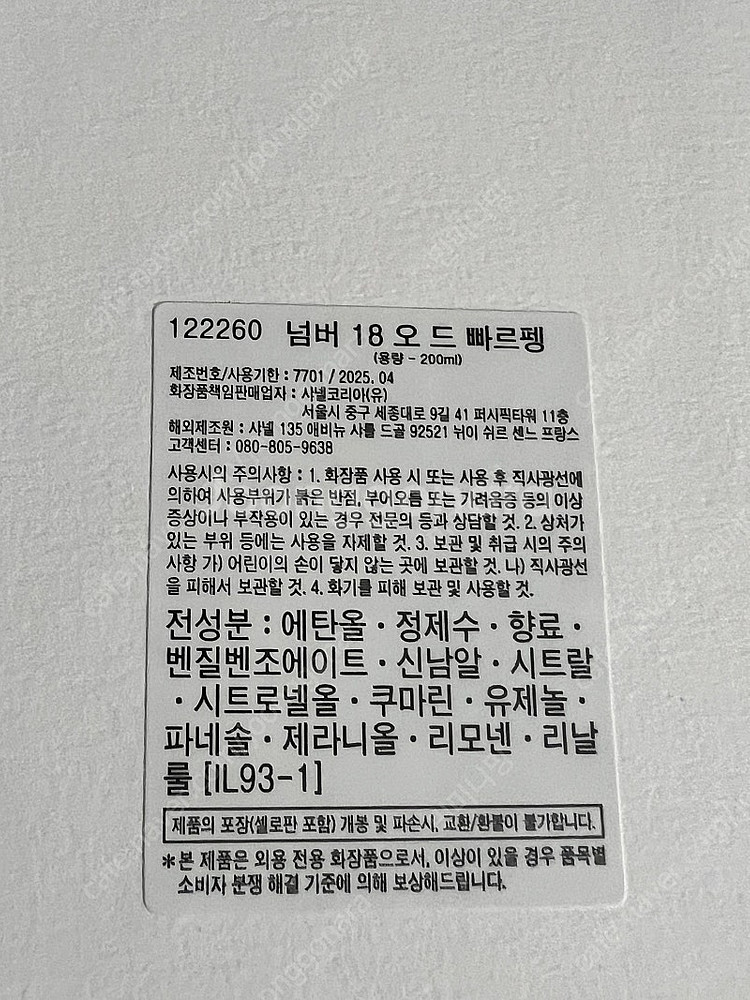 122260 넘버 18 오 드 빠르펭
(용량 - 200ml)
제조번호/사용기한 : 7701 / 2025. 04
화장품책임판매업자 : 샤넬코리아(유)
서울시 중구 세종대로 9길 41 퍼시픽타워 11층
해외제조원 : 샤넬 135 애비뉴 샤를 드골 92521 뉘이 쉬르 센느 프랑스
고객센터 : 080-805-9638
사용시의 주의사항 : 1. 화장품 사용 시 또는 사용 후 직사광선에
의하여 사용부위가 붉은 반점, 부어오름 또는 가려움증 등의 이상
증상이나 부작용이 있는 경우 전문의 등과 상담할 것. 2. 상처가
있는 부위 등에는 사용을 자제할 것. 3. 보관 및 취급 시의 주의
사항 가) 어린이의 손이 닿지 않는 곳에 보관할 것. 나) 직사광선
을 피해서 보관할 것. 4. 화기를 피해 보관 및 사용할 것.
전성분 : 에탄올 · 정제수 · 향료 ·
벤질벤조에이트 · 신남알 · 시트랄
· 시트로넬올 · 쿠마린 · 유제놀 ·
파네솔 · 제라니올 · 리모넨 · 리날
룰 [IL93-1]
제품의 포장(셀로판 포함) 개봉 및 파손시, 교환/환불이 불가합니다.
*본 제품은 외용 전용 화장품으로서, 이상이 있을 경우 품목별
소비자 분쟁 해결 기준에 의해 보상해드립니다.